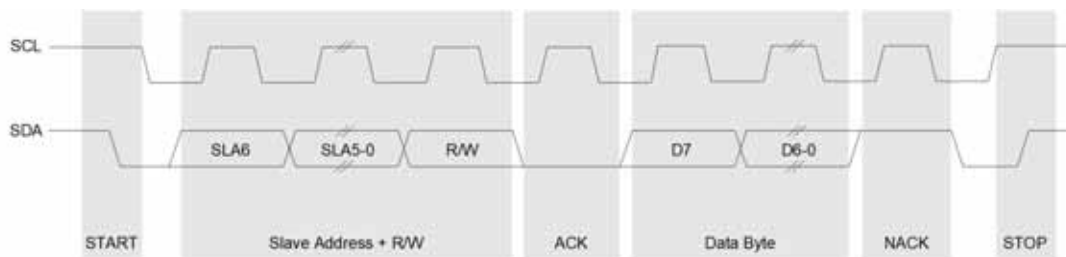 SCL
SDA
SLA6 SLA5-0 R/W D7 D6-0
START Slave Address + R/W ACK Data Byte NACK STOP